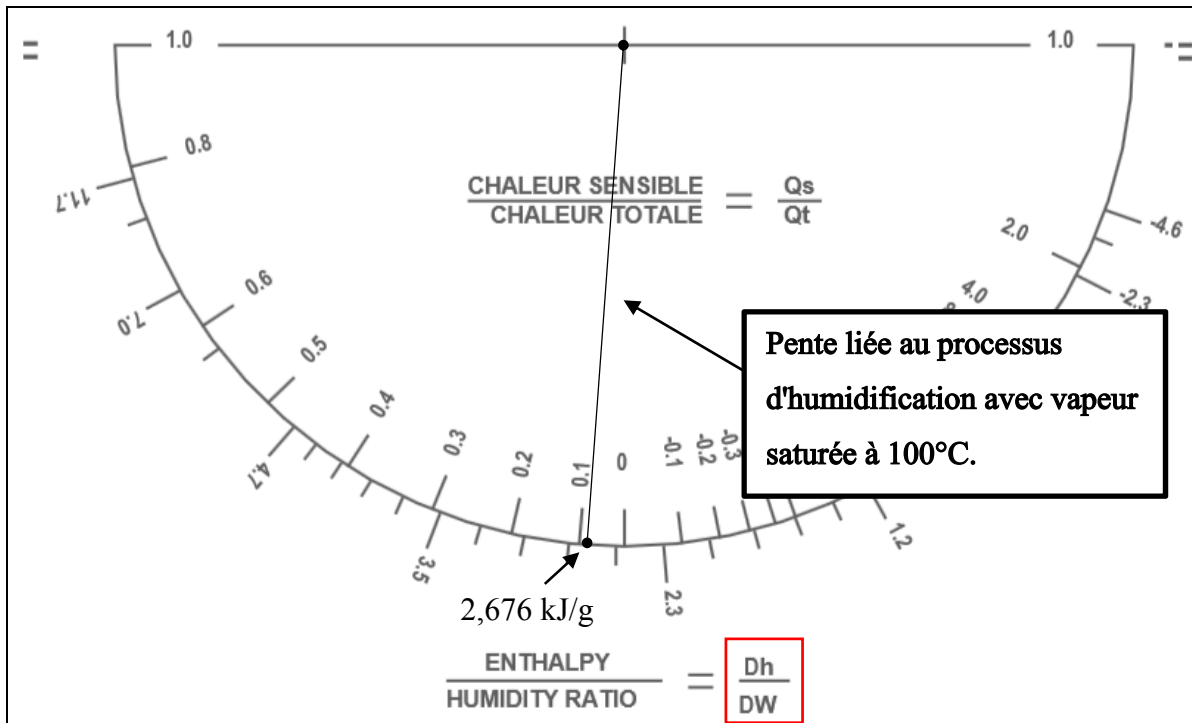 = 1.0 1.0 -=
0.8
11.7
-4.6
CHALEUR SENSIBLE
CHALEUR TOTALE
=
Qs
Qt
2.0
-2.3
4.0
0.6
7.0
Pente liée au processus
d'humidification avec vapeur
saturée à 100°C.
0.5
0.4
4.7
0.3
0.2
0.1
0
-0.1
-0.2
-0.3
3.5
1.2
2.3
2,676 kJ/g
ENTHALPY
HUMIDITY RATIO
=
Dh
DW